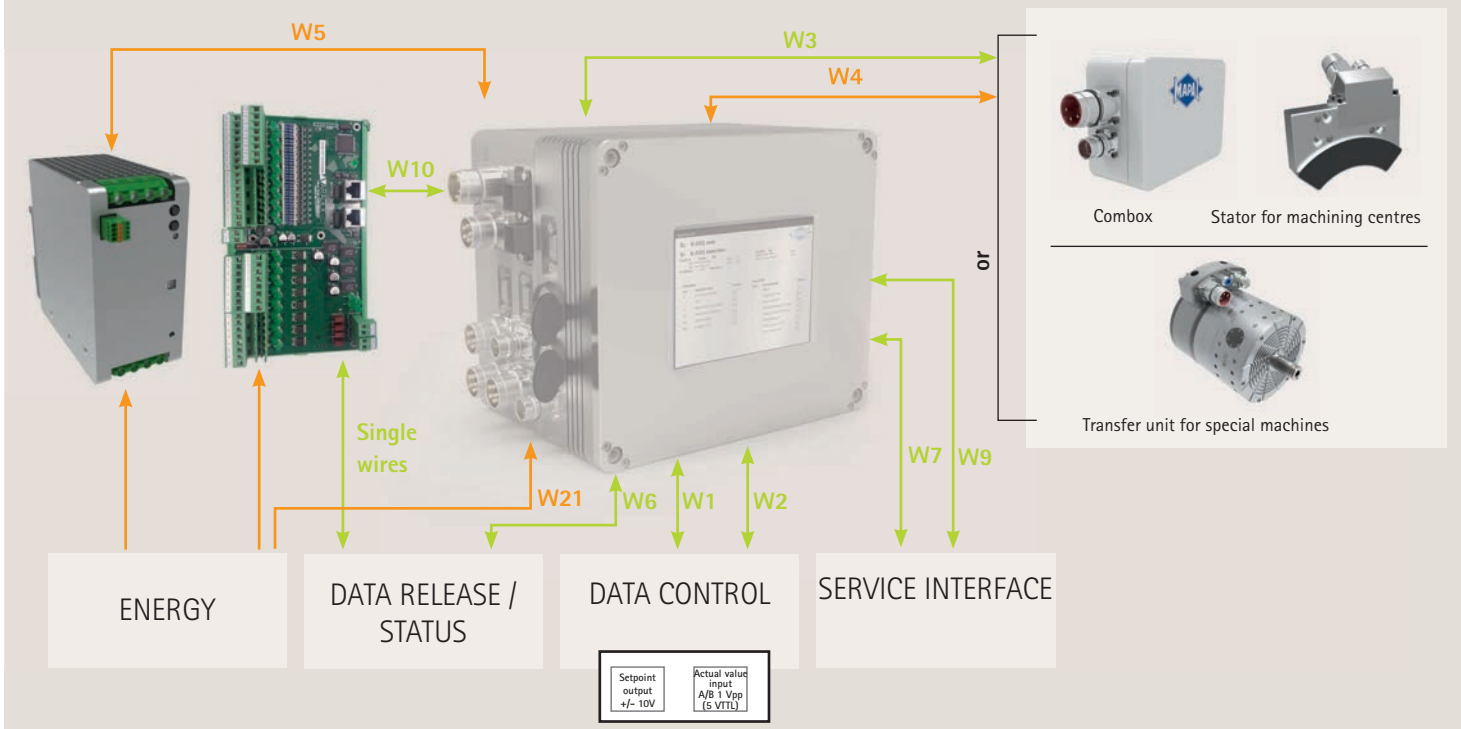 W5
W3
W4
MAPAL
Combox
Stator for machining centres
or
Transfer unit for special machines
W10
Single
wires
W21
W6
W1
W2
W7
W9
ENERGY
DATA RELEASE /
STATUS
DATA CONTROL
SERVICE INTERFACE
Setpoint
output
+/- 10V
Actual value
input
A/B 1 Vpp
(5 VTTL)